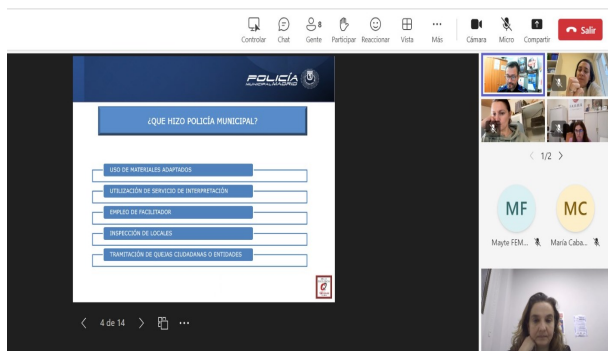 8
Controlar Chat Gente Participar Reaccionar Vista Más Cámara Micro Compartir Salir
POLICÍA
MUNICIPAL MADRID
¿QUE HIZO POLICÍA MUNICIPAL?
USO DE MATERIALES ADAPTADOS
UTILIZACIÓN DE SERVICIO DE INTERPRETACIÓN
EMPLEO DE FACILITADOR
INSPECCIÓN DE LOCALES
TRAMITACIÓN DE QUEJAS CIUDADANAS O ENTIDADES
4 de 14
1/2
MF MC
Mayte FEM... María Caba...